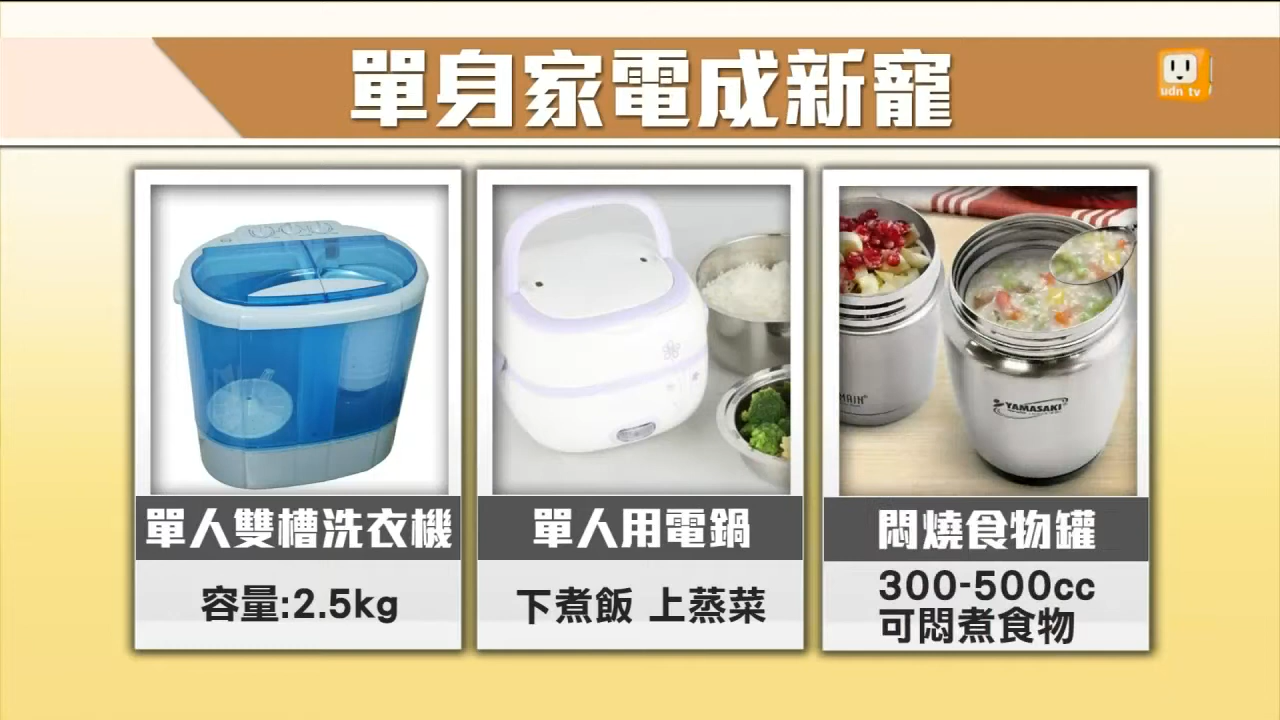 單身家電成新寵
udn tv
YAMASAKI
單人雙槽洗衣機
容量:2.5kg
單人用電鍋
下煮飯 上蒸菜
悶燒食物罐
300-500cc
可悶煮食物